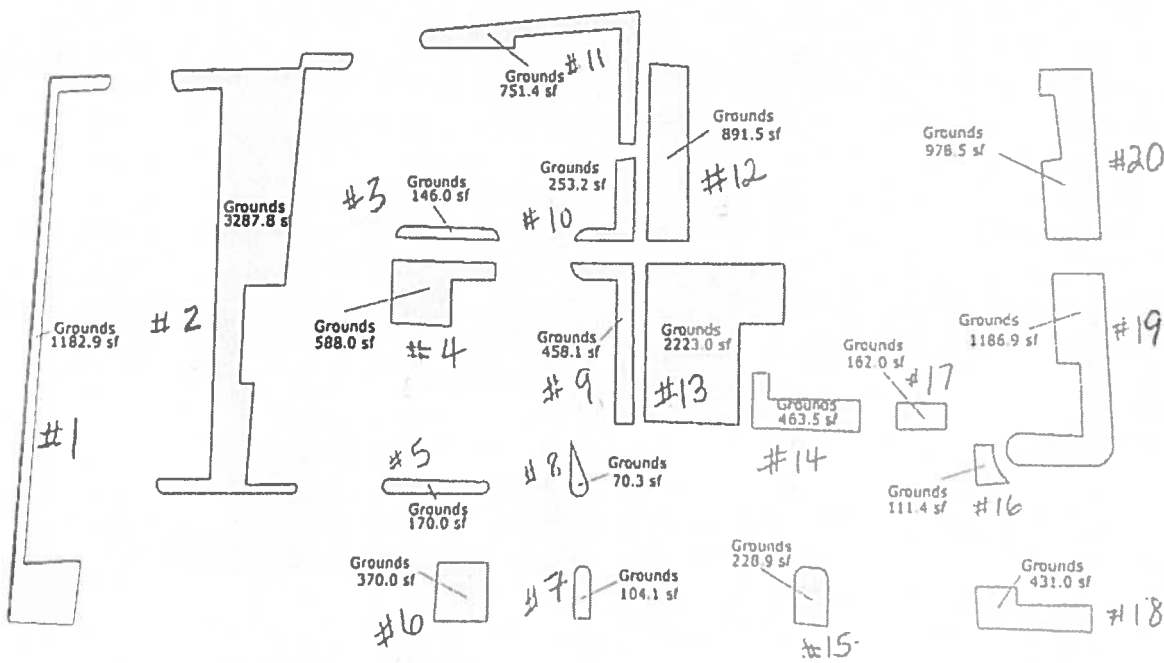 Grounds
751.4 sf
#11
Grounds
891.5 sf
#12
Grounds
978.5 sf
#20
Grounds
253.2 sf
#10
#3
Grounds
146.0 sf
Grounds
3287.8 s
#2
Grounds
1182.9 sf
#1
Grounds
588.0 sf
#4
Grounds
458.1 sf
#9
Grounds
2223.0 sf
#13
Grounds
162.0 sf
#17
Grounds
1186.9 sf
#19
Grounds
463.5 sf
#14
#5
Grounds
170.0 sf
#8
Grounds
70.3 sf
Grounds
111.4 sf
#16
Grounds
370.0 sf
#6
#7
Grounds
104.1 sf
Grounds
228.9 sf
#15
Grounds
431.0 sf
#18